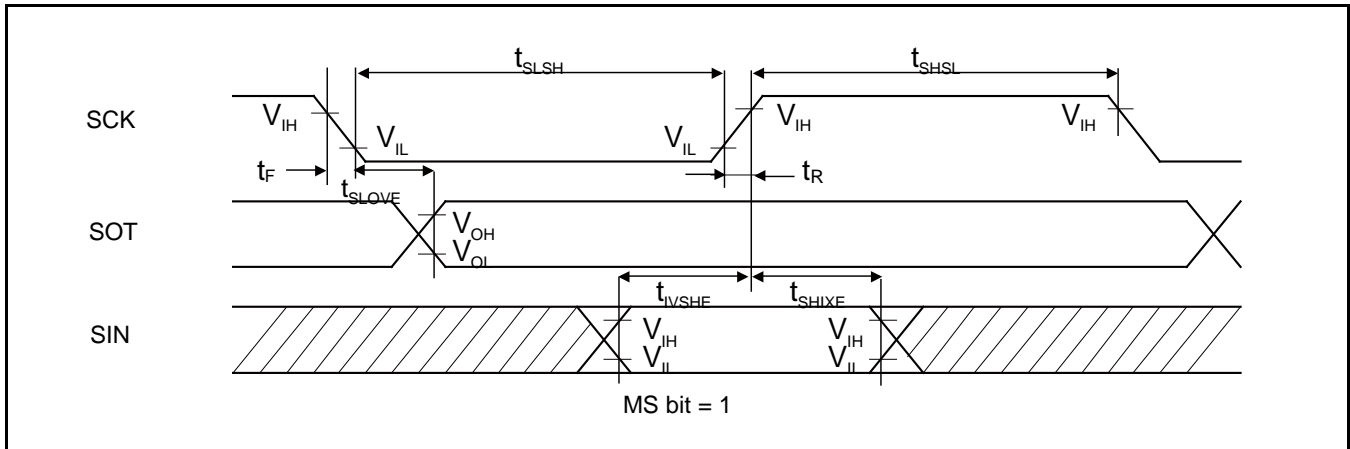 tSLSH tSHSL
SCK VIH VIL VIL VIH VIH
tF tSLOVE tR
SOT VOH
VOL
tIVSHE tSHIXE
SIN VIH VIH
VIL VIL
MS bit = 1